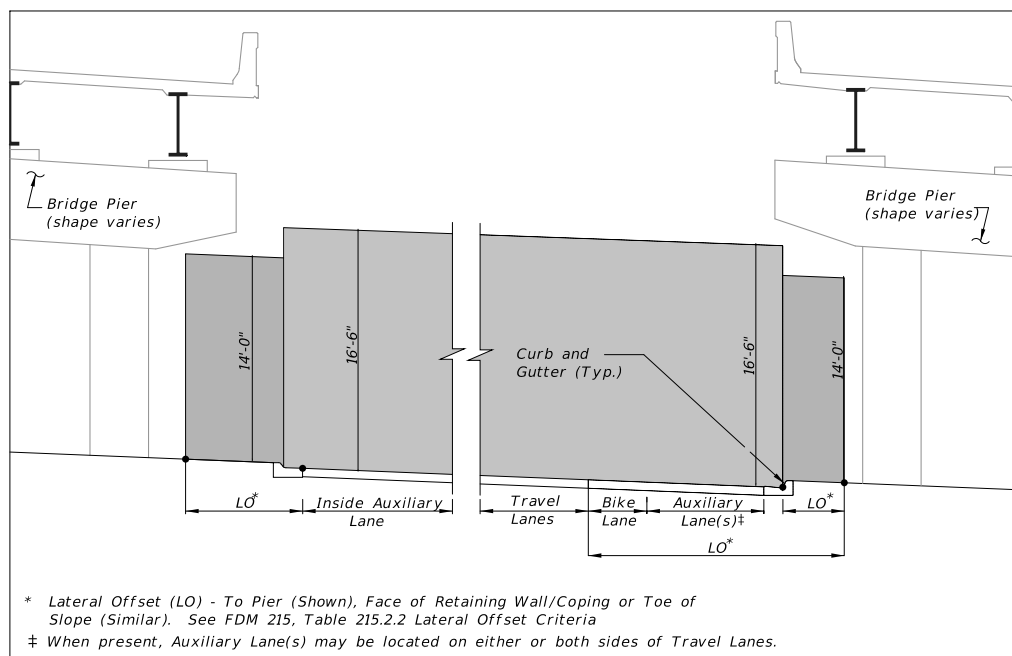 Bridge Pier
(shape varies)
Bridge Pier
(shape varies)
14'-0"
16'-6"
16'-6"
14'-0"
Curb and
Gutter (Typ.)
LO*
Inside Auxiliary
Lane
Travel
Lanes
Bike
Lane
Auxiliary
Lane(s)‡
LO*
LO*
* Lateral Offset (LO) - To Pier (Shown), Face of Retaining Wall/Coping or Toe of
Slope (Similar). See FDM 215, Table 215.2.2 Lateral Offset Criteria
‡ When present, Auxiliary Lane(s) may be located on either or both sides of Travel Lanes.